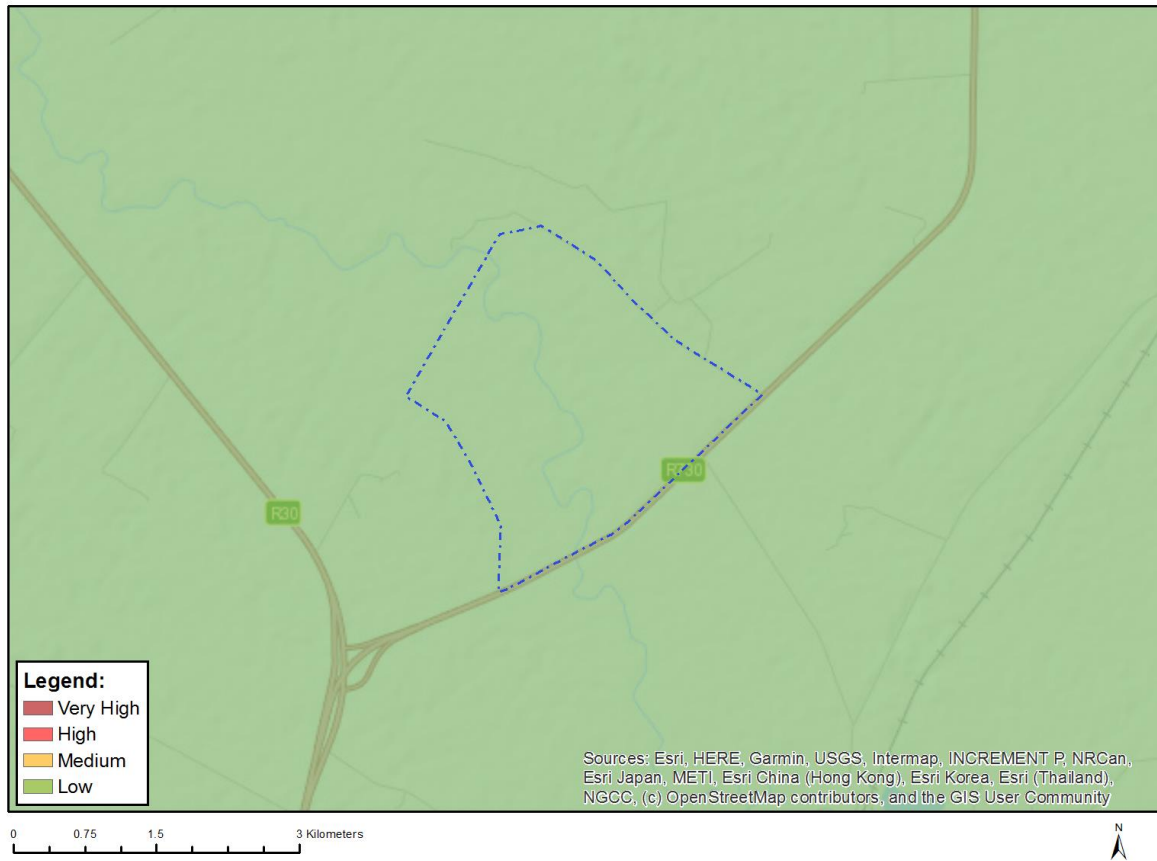 R730
R30
Legend:
Very High
High
Medium
Low
Sources: Esri, HERE, Garmin, USGS, Intermap, INCREMENT P, NRCan,
Esri Japan, METI, Esri China (Hong Kong), Esri Korea, Esri (Thailand),
NGCC, (c) OpenStreetMap contributors, and the GIS User Community
0 0.75 1.5 3 Kilometers
N